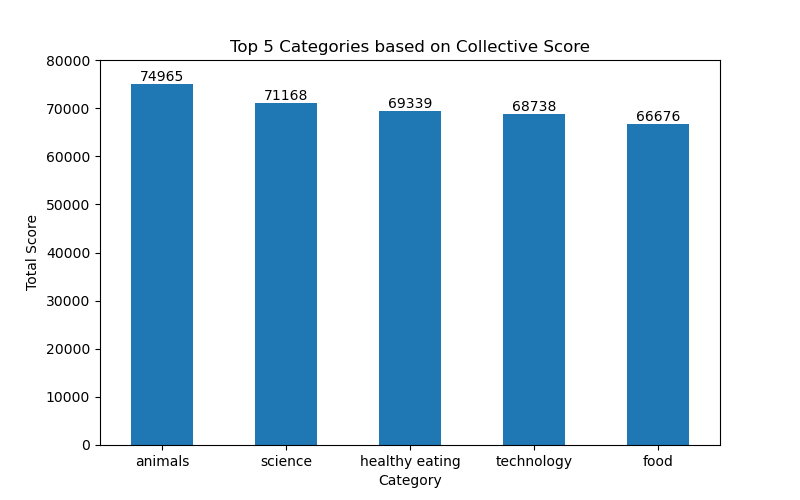 Top 5 Categories based on Collective Score
80000
70000
60000
50000
40000
30000
20000
10000
0
Total Score
74965
71168
69339
68738
66676
animals
science
healthy eating
technology
food
Category